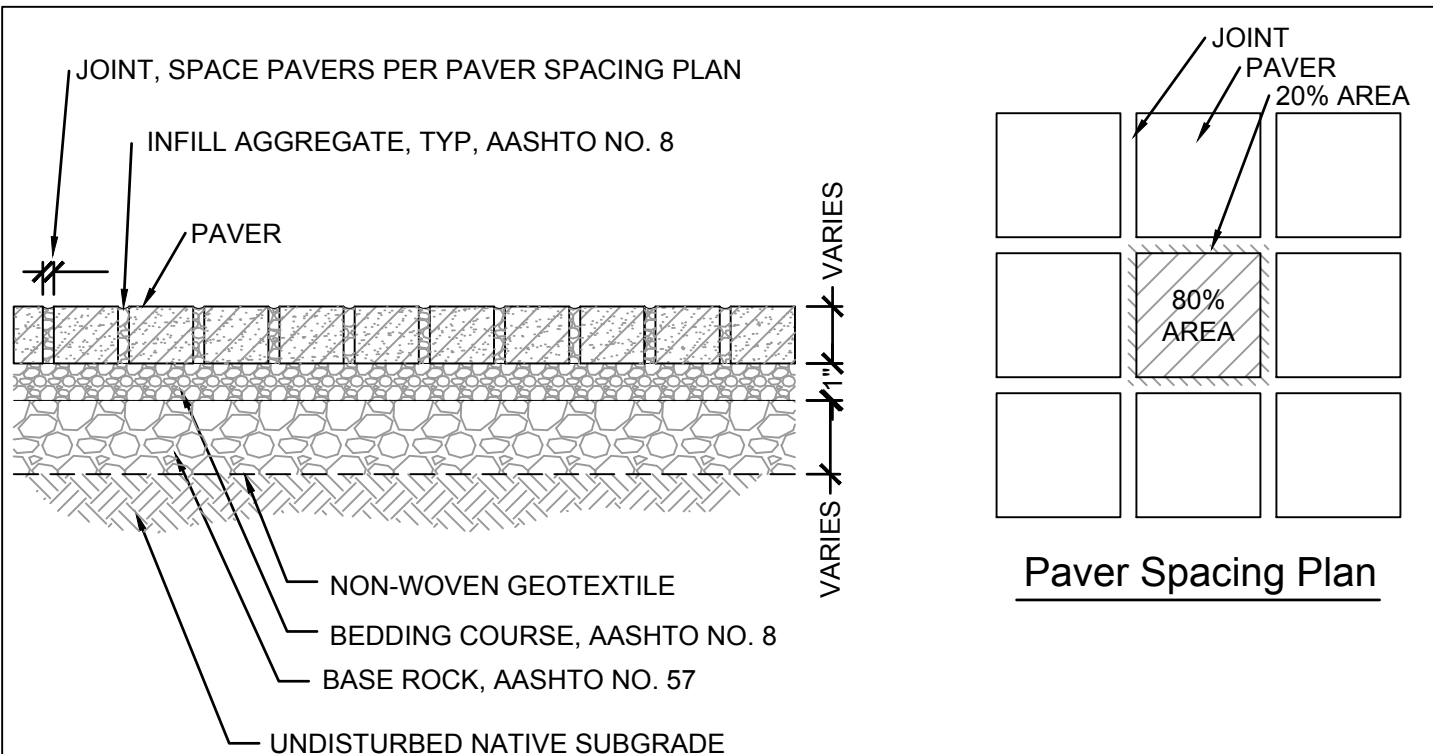 JOINT, SPACE PAVERS PER PAVER SPACING PLAN
INFILL AGGREGATE, TYP, AASHTO NO. 8
PAVER
VARIES
1"
VARIES
NON-WOVEN GEOTEXTILE
BEDDING COURSE, AASHTO NO. 8
BASE ROCK, AASHTO NO. 57
UNDISTURBED NATIVE SUBGRADE
JOINT
PAVER
20% AREA
80%
AREA
Paver Spacing Plan